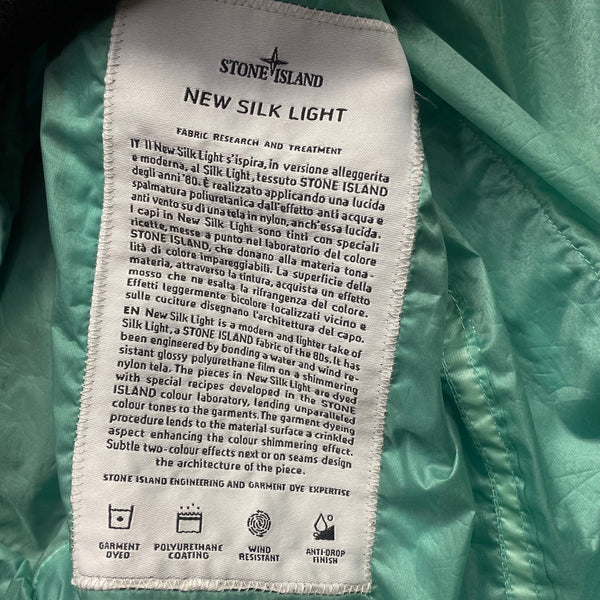 STONE ISLAND
NEW SILK LIGHT
FABRIC RESEARCH AND TREATMENT
IT Il New Silk Light s'ispira, in versione alleggerita
e moderna, al Silk Light, tessuto STONE ISLAND
degli anni '80. È realizzato applicando una lucida
spalmatura poliuretanica dall'effetto anti acqua e
anti vento su di una tela in nylon, anch'essa lucida.
I capi in New Silk Light sono tinti con speciali
ricette, messe a punto nel laboratorio del colore
STONE ISLAND, che donano alla materia tona-
lità di colore impareggiabili. La superficie della
materia, attraverso la tintura, acquista un effetto
mosso che ne esalta la rifrangenza del colore.
Effetti leggermente bicolore localizzati vicino e
sulle cuciture disegnano l'architettura del capo.
EN New Silk Light is a modern and lighter take of
Silk Light, a STONE ISLAND fabric of the 80s. It has
been engineered by bonding a water and wind re-
sistant glossy polyurethane film on a shimmering
nylon tela. The pieces in New Silk Light are dyed
with special recipes developed in the STONE
ISLAND colour laboratory, lending unparalleled
colour tones to the garments. The garment dyeing
procedure lends to the material surface a crinkled
aspect enhancing the colour shimmering effect.
Subtle two-colour effects next or on seams design
the architecture of the piece.
STONE ISLAND ENGINEERING AND GARMENT DYE EXPERTISE
GARMENT DYED
POLYURETHANE COATING
WIND RESISTANT
ANTI-DROP FINISH